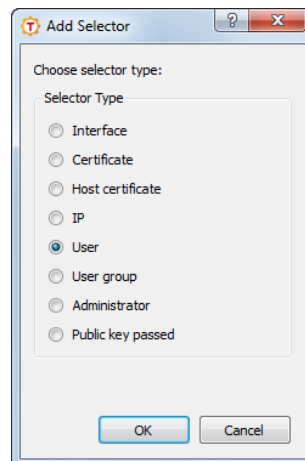 Add Selector
Choose selector type:
Selector Type
Interface
Certificate
Host certificate
IP
User
User group
Administrator
Public key passed
OK
Cancel